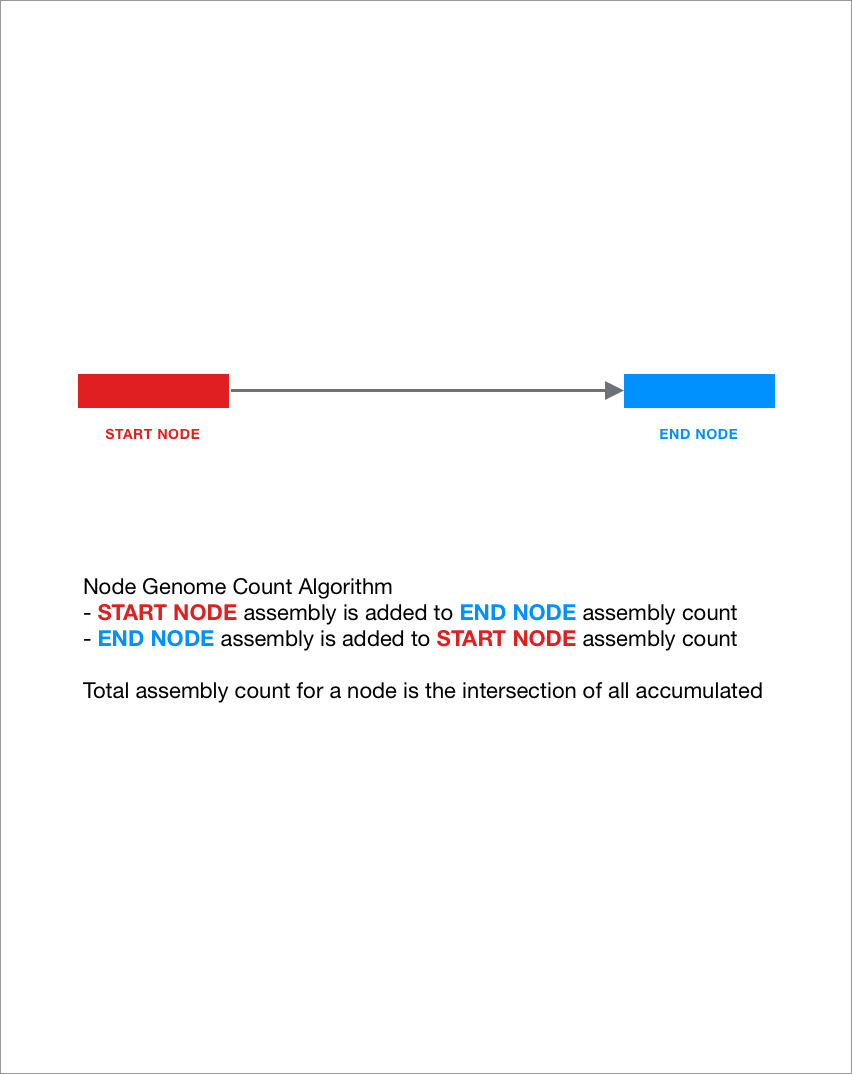 START NODE
END NODE
Node Genome Count Algorithm
- START NODE assembly is added to END NODE assembly count
- END NODE assembly is added to START NODE assembly count
Total assembly count for a node is the intersection of all accumulated